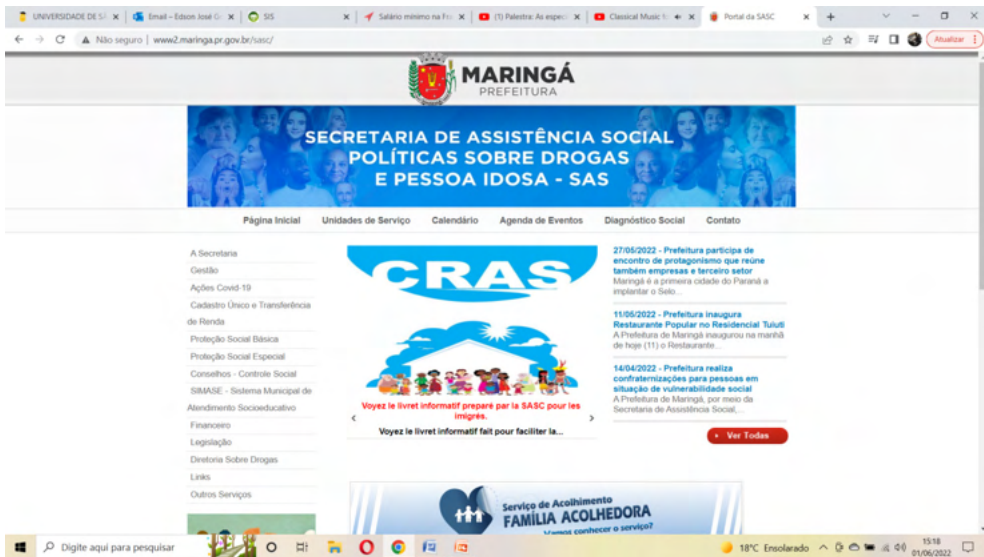 UNIVERSIDADE DE SÃ
Email – Edson José G
SIS
Salário mínimo na Fra
(1) Palestra: As especi
Classical Music f
Portal da SASC
Não seguro | www2.maringa.pr.gov.br/sasc/
Atualizar
MARINGÁ
PREFEITURA
SECRETARIA DE ASSISTÊNCIA SOCIAL
POLÍTICAS SOBRE DROGAS
E PESSOA IDOSA - SAS
Página Inicial Unidades de Serviço Calendário Agenda de Eventos Diagnóstico Social Contato
A Secretaria
Gestão
Ações Covid-19
Cadastro Único e Transferência
de Renda
Proteção Social Básica
Proteção Social Especial
Conselhos - Controle Social
SIMASE - Sistema Municipal de
Atendimento Socioeducativo
Financeiro
Legislação
Diretoria Sobre Drogas
Links
Outros Serviços
CRAS
Voyez le livret informatif preparé par la SASC pour les
imigrés.
Voyez le livret informatif fait pour faciliter la...
27/05/2022 - Prefeitura participa de
encontro de protagonismo que reúne
também empresas e terceiro setor
Maringá é a primeira cidade do Paraná a
implantar o Selo...
11/05/2022 - Prefeitura inaugura
Restaurante Popular no Residencial Tuiuti
A Prefeitura de Maringá inaugurou na manhã
de hoje (11) o Restaurante...
14/04/2022 - Prefeitura realiza
confraternizações para pessoas em
situação de vulnerabilidade social
A Prefeitura de Maringá, por meio da
Secretaria de Assistência Social,...
Ver Todas
Serviço de Acolhimento
FAMÍLIA ACOLHEDORA
Vamos conhecer o serviço?
Digite aqui para pesquisar
18°C Ensolarado
15:18
01/06/2022